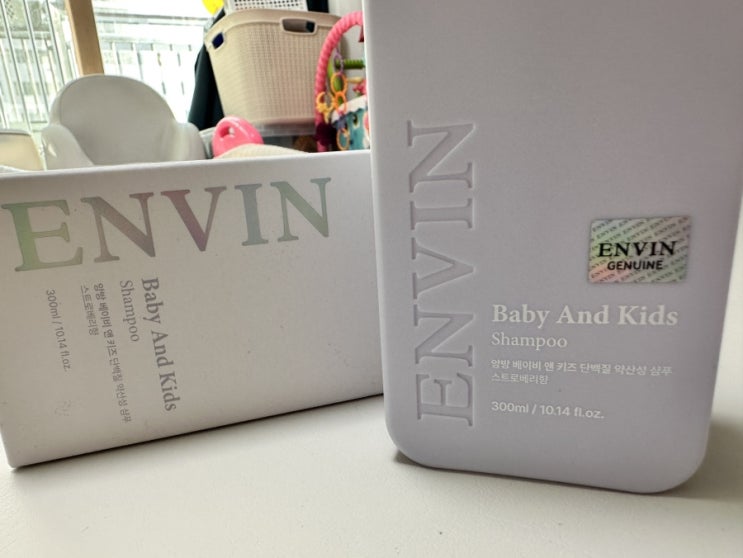 ENVIN
Baby And Kids
Shampoo
앙방 베이비 앤 키즈 단백질 약산성 샴푸
스트로베리향
300ml / 10.14 fl.oz.
ENVIN
ENVIN
GENUINE
Baby And Kids
Shampoo
앙방 베이비 앤 키즈 단백질 약산성 샴푸
스트로베리향
300ml / 10.14 fl.oz.